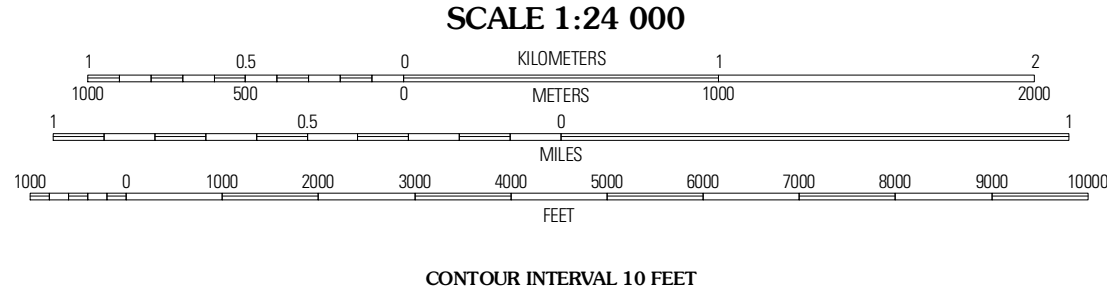 SCALE 1:24 000
1 0.5 0 KILOMETERS 1 2
1000 500 0 METERS 1000 2000
1 0.5 0 1
MILES
1000 0 1000 2000 3000 4000 5000 6000 7000 8000 9000 10000
FEET
CONTOUR INTERVAL 10 FEET